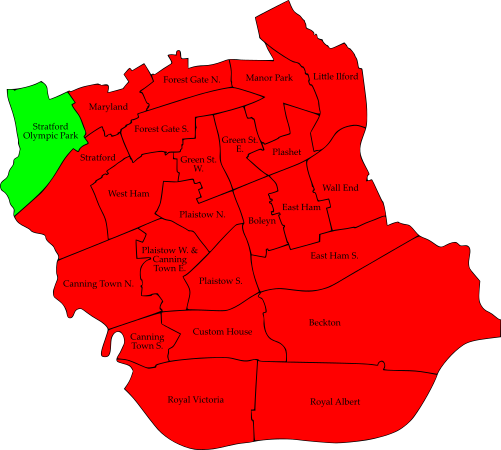 Forest Gate N.
Manor Park
Little Ilford
Maryland
Stratford
Olympic Park
Forest Gate S.
Green St.
E.
Plashet
Stratford
Green St.
W.
West Ham
Wall End
Plaistow N.
Boleyn
East Ham
Plaistow W. &
Canning
Town E.
East Ham S.
Canning Town N.
Plaistow S.
Custom House
Beckton
Canning
Town S.
Royal Victoria
Royal Albert